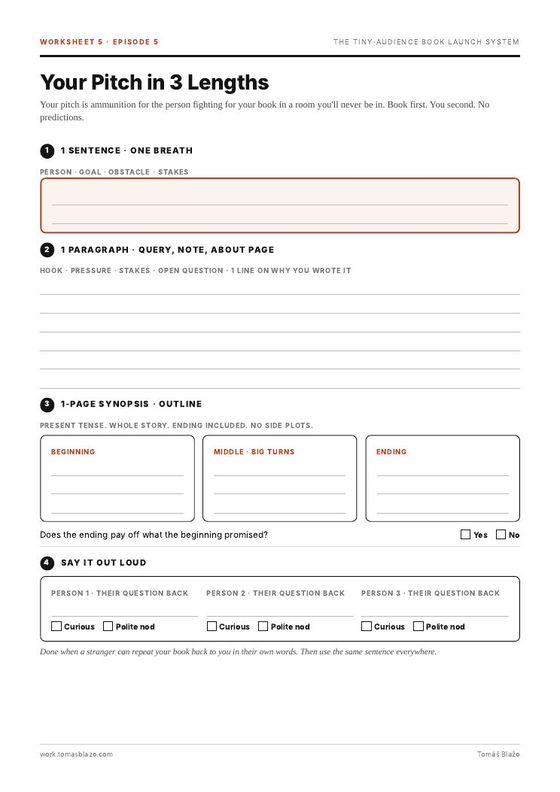 WORKSHEET 5 · EPISODE 5
THE TINY-AUDIENCE BOOK LAUNCH SYSTEM
Your Pitch in 3 Lengths
Your pitch is ammunition for the person fighting for your book in a room you'll never be in. Book first. You second. No
predictions.
1 1 SENTENCE · ONE BREATH
PERSON · GOAL · OBSTACLE · STAKES
2 1 PARAGRAPH · QUERY, NOTE, ABOUT PAGE
HOOK · PRESSURE · STAKES · OPEN QUESTION · 1 LINE ON WHY YOU WROTE IT
3 1-PAGE SYNOPSIS · OUTLINE
PRESENT TENSE. WHOLE STORY. ENDING INCLUDED. NO SIDE PLOTS.
BEGINNING
MIDDLE · BIG TURNS
ENDING
Does the ending pay off what the beginning promised?
Yes No
4 SAY IT OUT LOUD
PERSON 1 · THEIR QUESTION BACK
Curious Polite nod
PERSON 2 · THEIR QUESTION BACK
Curious Polite nod
PERSON 3 · THEIR QUESTION BACK
Curious Polite nod
Done when a stranger can repeat your book back to you in their own words. Then use the same sentence everywhere.
work.tomasblazo.com
Tomáš Blažo